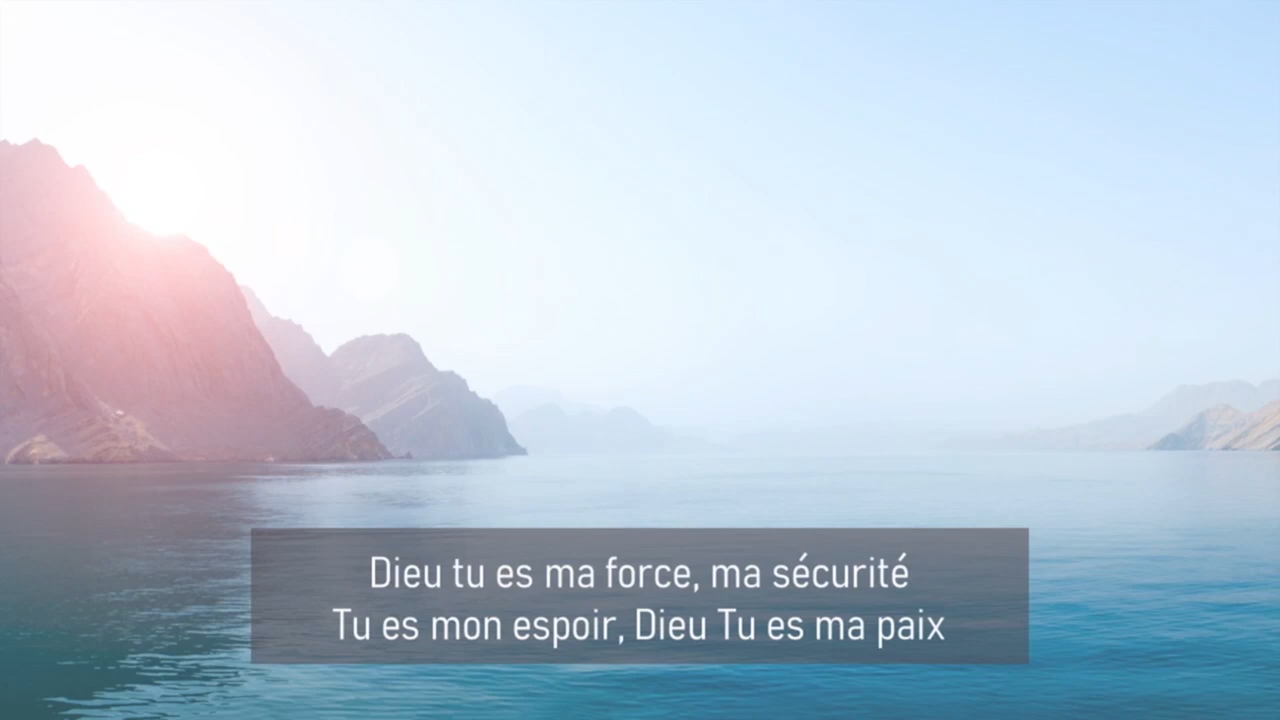 Dieu tu es ma force, ma sécurité
Tu es mon espoir, Dieu Tu es ma paix